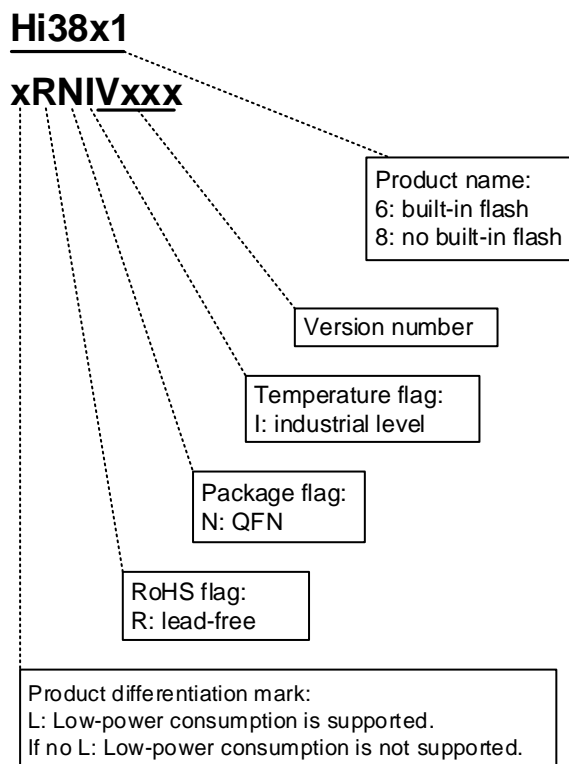 Hi38x1
xRNIVxxx
Product name:
6: built-in flash
8: no built-in flash
Version number
Temperature flag:
I: industrial level
Package flag:
N: QFN
RoHS flag:
R: lead-free
Product differentiation mark:
L: Low-power consumption is supported.
If no L: Low-power consumption is not supported.